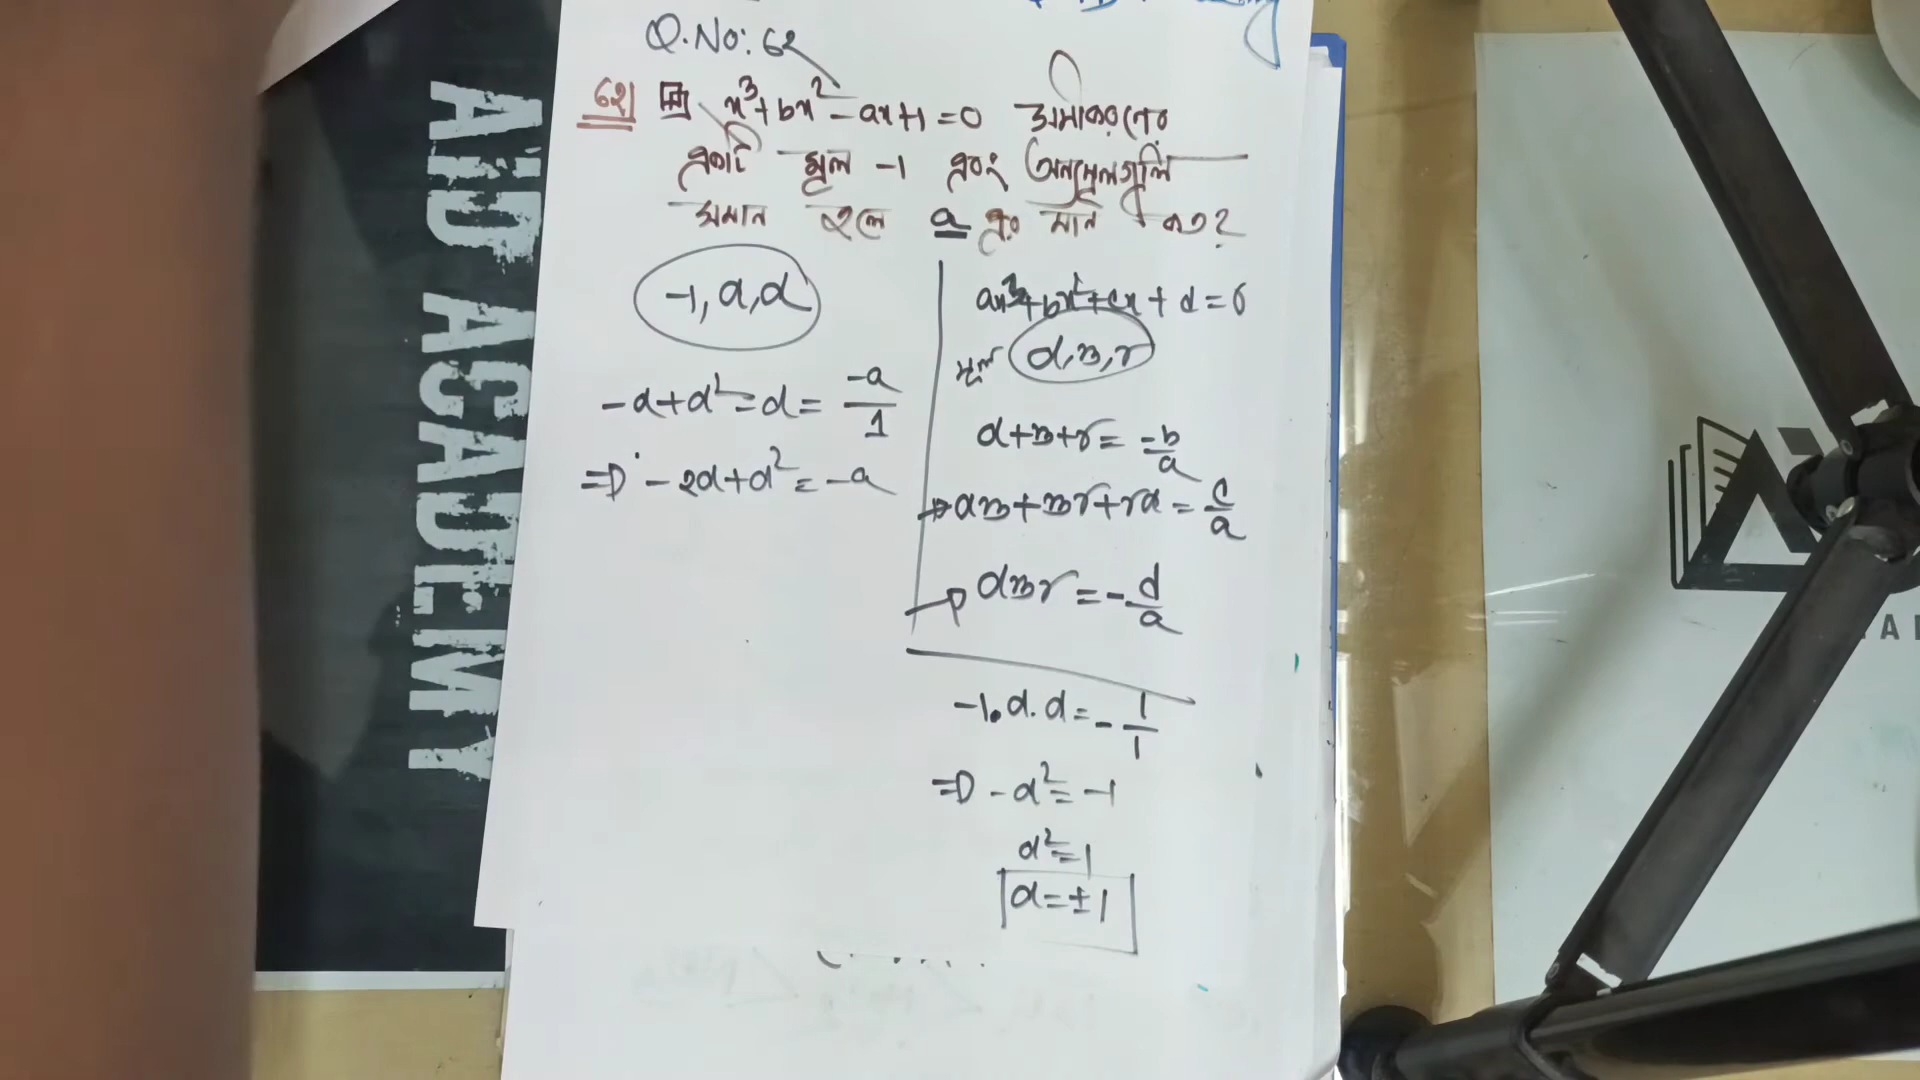 Q.No: 62
৬২। x³+bx²-ax+1=0 সমীকরণের
একটি মূল -1 এবং অন্যমূলগুলি
সমান হলে a এর মান কত?
-1, α, α
-α+α²-α= -a/1
⇒ -2α+α²=-a
ax³+bx²+cx+d=0
মূল α,β,γ
α+β+γ= -b/a
→αβ+βγ+γα= c/a
→ αβγ=-d/a
-1.α.α=-1/1
⇒ -α²=-1
α²=1
α=±1
AID ACADEMY